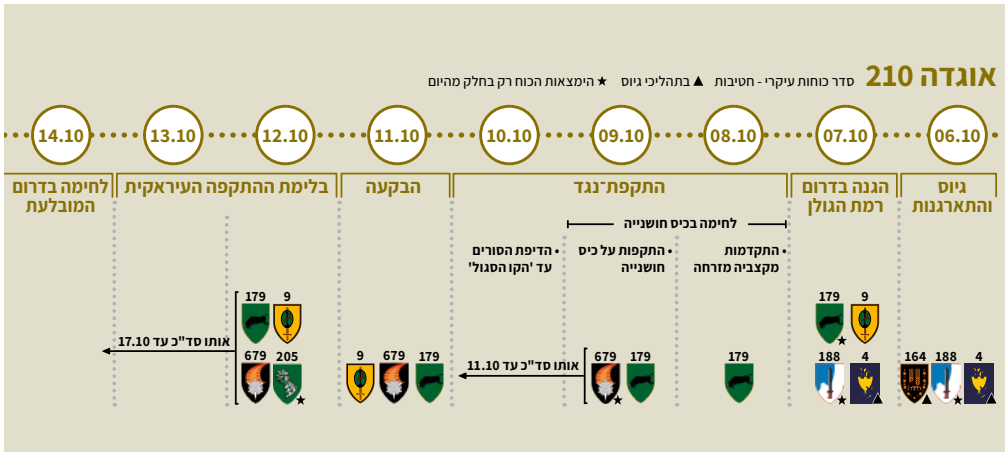 אוגדה 210 סדר כוחות עיקרי - חטיבות ▲ בתהליכי גיוס ★ הימצאות הכוח רק בחלק מהיום
06.10 07.10 08.10 09.10 10.10 11.10 12.10 13.10 14.10
גיוס
והתארגנות
הגנה בדרום
רמת הגולן
התקפת־נגד
הבקעה
בלימת ההתקפה העיראקית
לחימה בדרום
המובלעת
לחימה בכיס חושנייה
• התקדמות
מקצביה מזרחה
• התקפות על כיס
חושנייה
• הדיפת הסורים
עד 'הקו הסגול'
4 188 164
9 179
4 188
179
179 679
אותו סד"כ עד 11.10
179 679 9
9 179
205 679
אותו סד"כ עד 17.10